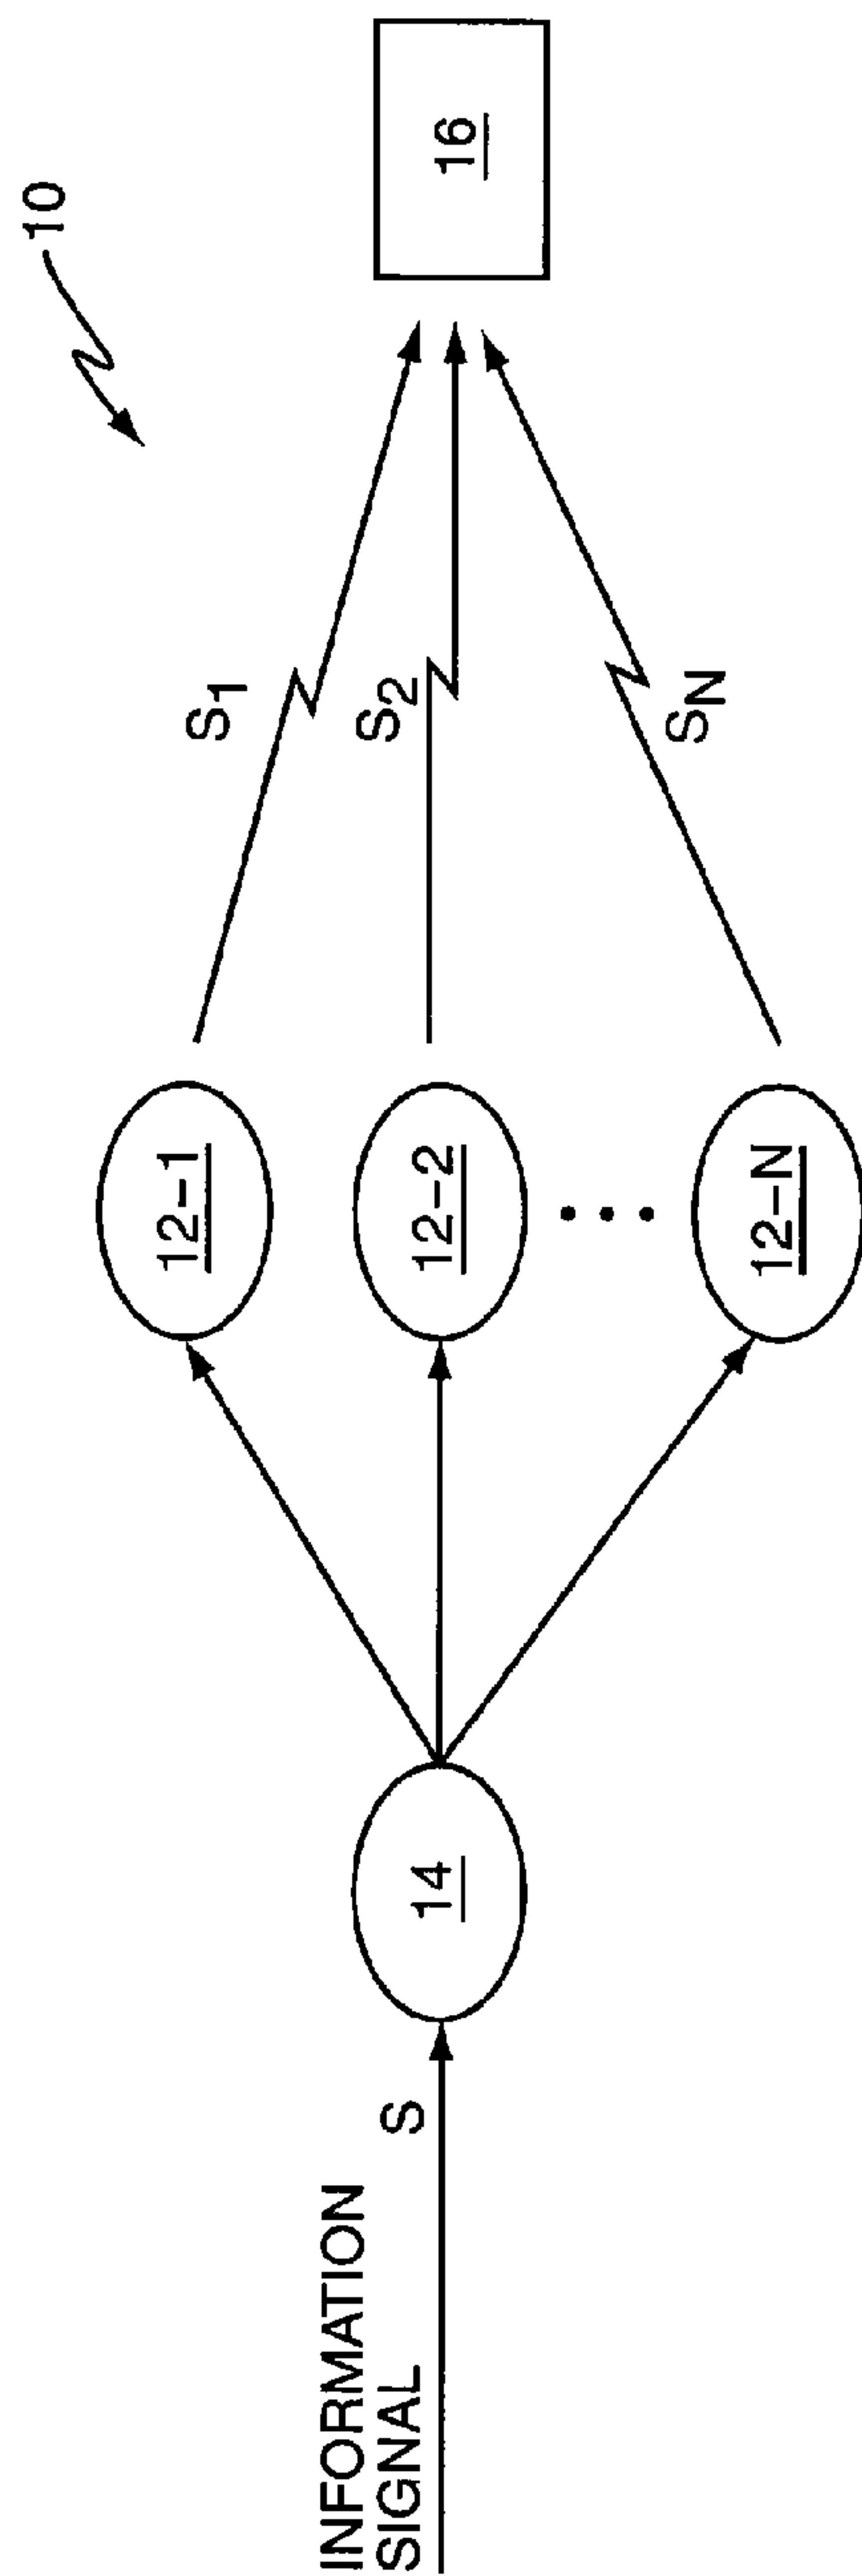 INFORMATION
SIGNAL
S
14
12-1
12-2
12-N
S1
S2
SN
16
10